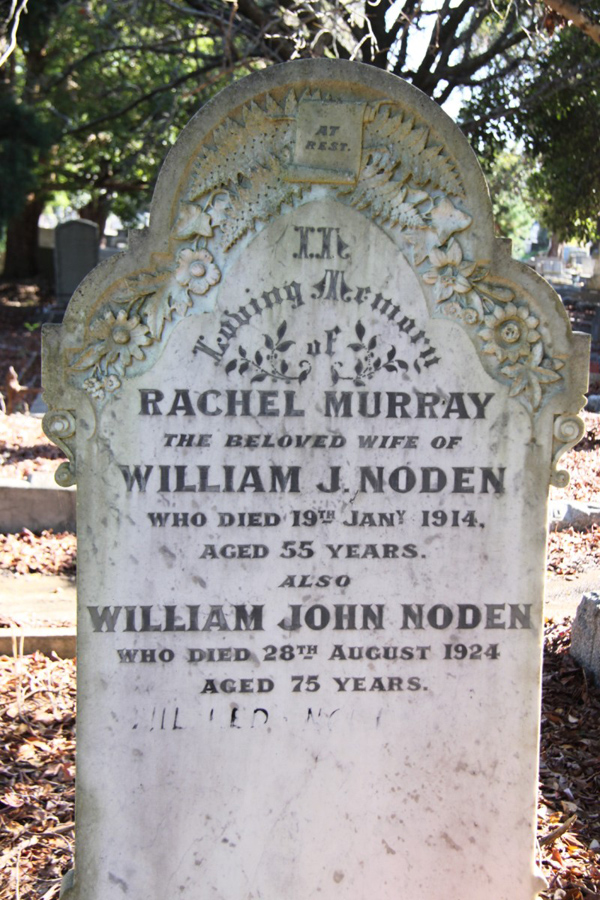 AT
REST.
In
Loving Memory
of
RACHEL MURRAY
THE BELOVED WIFE OF
WILLIAM J. NODEN
WHO DIED 19TH JANY 1914,
AGED 55 YEARS.
ALSO
WILLIAM JOHN NODEN
WHO DIED 28TH AUGUST 1924
AGED 75 YEARS.